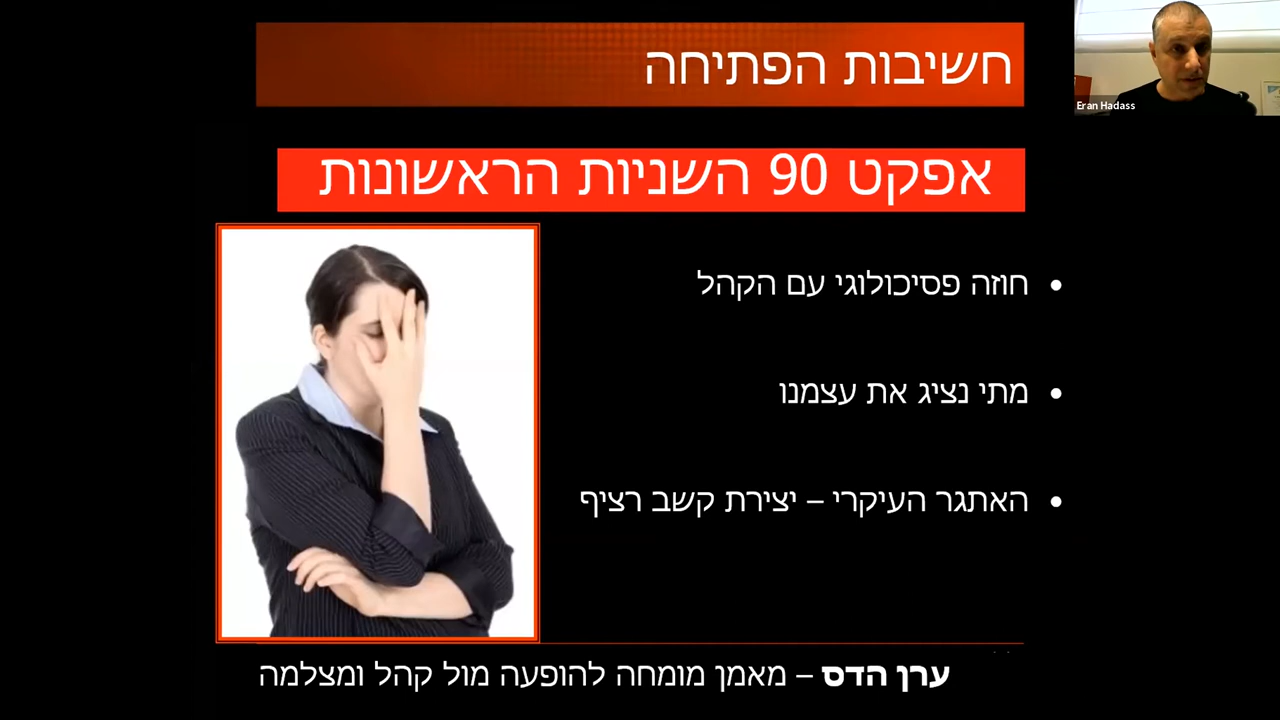 חשיבות הפתיחה
Eran Hadass
אפקט 90 השניות הראשונות
• חוזה פסיכולוגי עם הקהל
• מתי נציג את עצמנו
• האתגר העיקרי – יצירת קשב רציף
ערן הדס – מאמן מומחה להופעה מול קהל ומצלמה